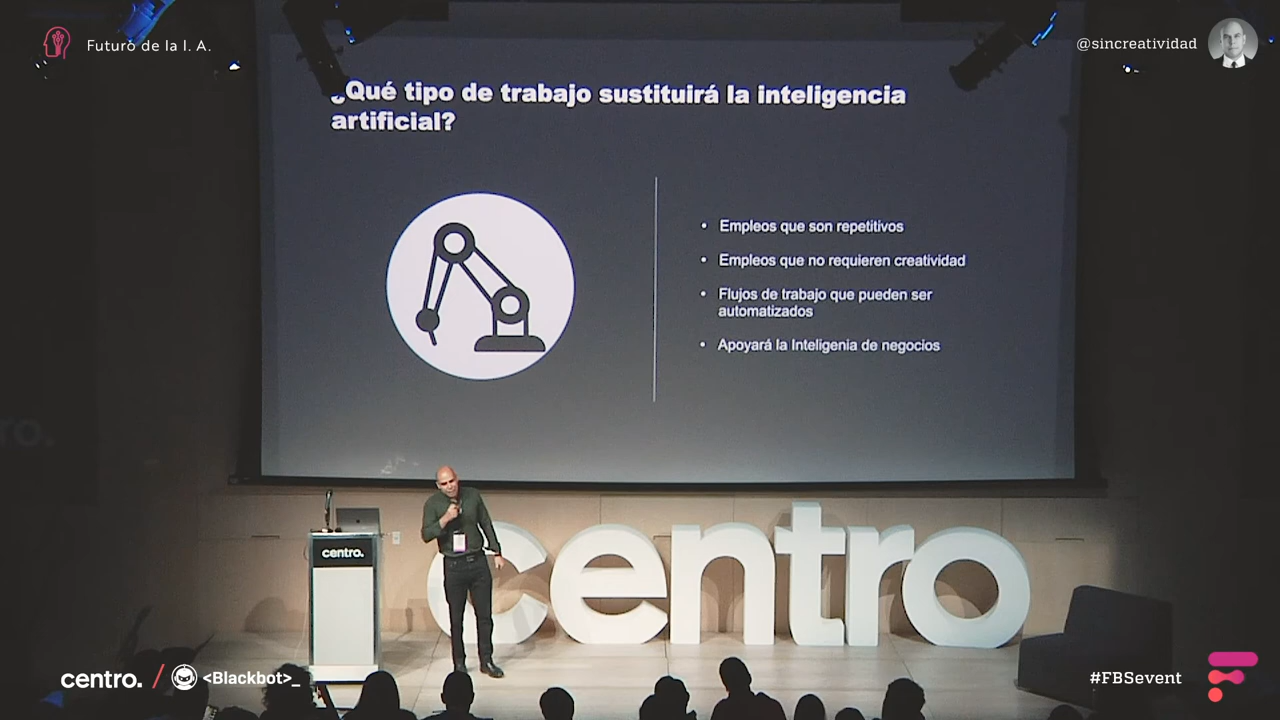 Futuro de la I. A.
@sincreatividad
¿Qué tipo de trabajo sustituirá la inteligencia
artificial?
• Empleos que son repetitivos
• Empleos que no requieren creatividad
• Flujos de trabajo que pueden ser
automatizados
• Apoyará la Inteligenia de negocios
ro.
centro.
centro
centro. / <Blackbot>_
#FBSevent